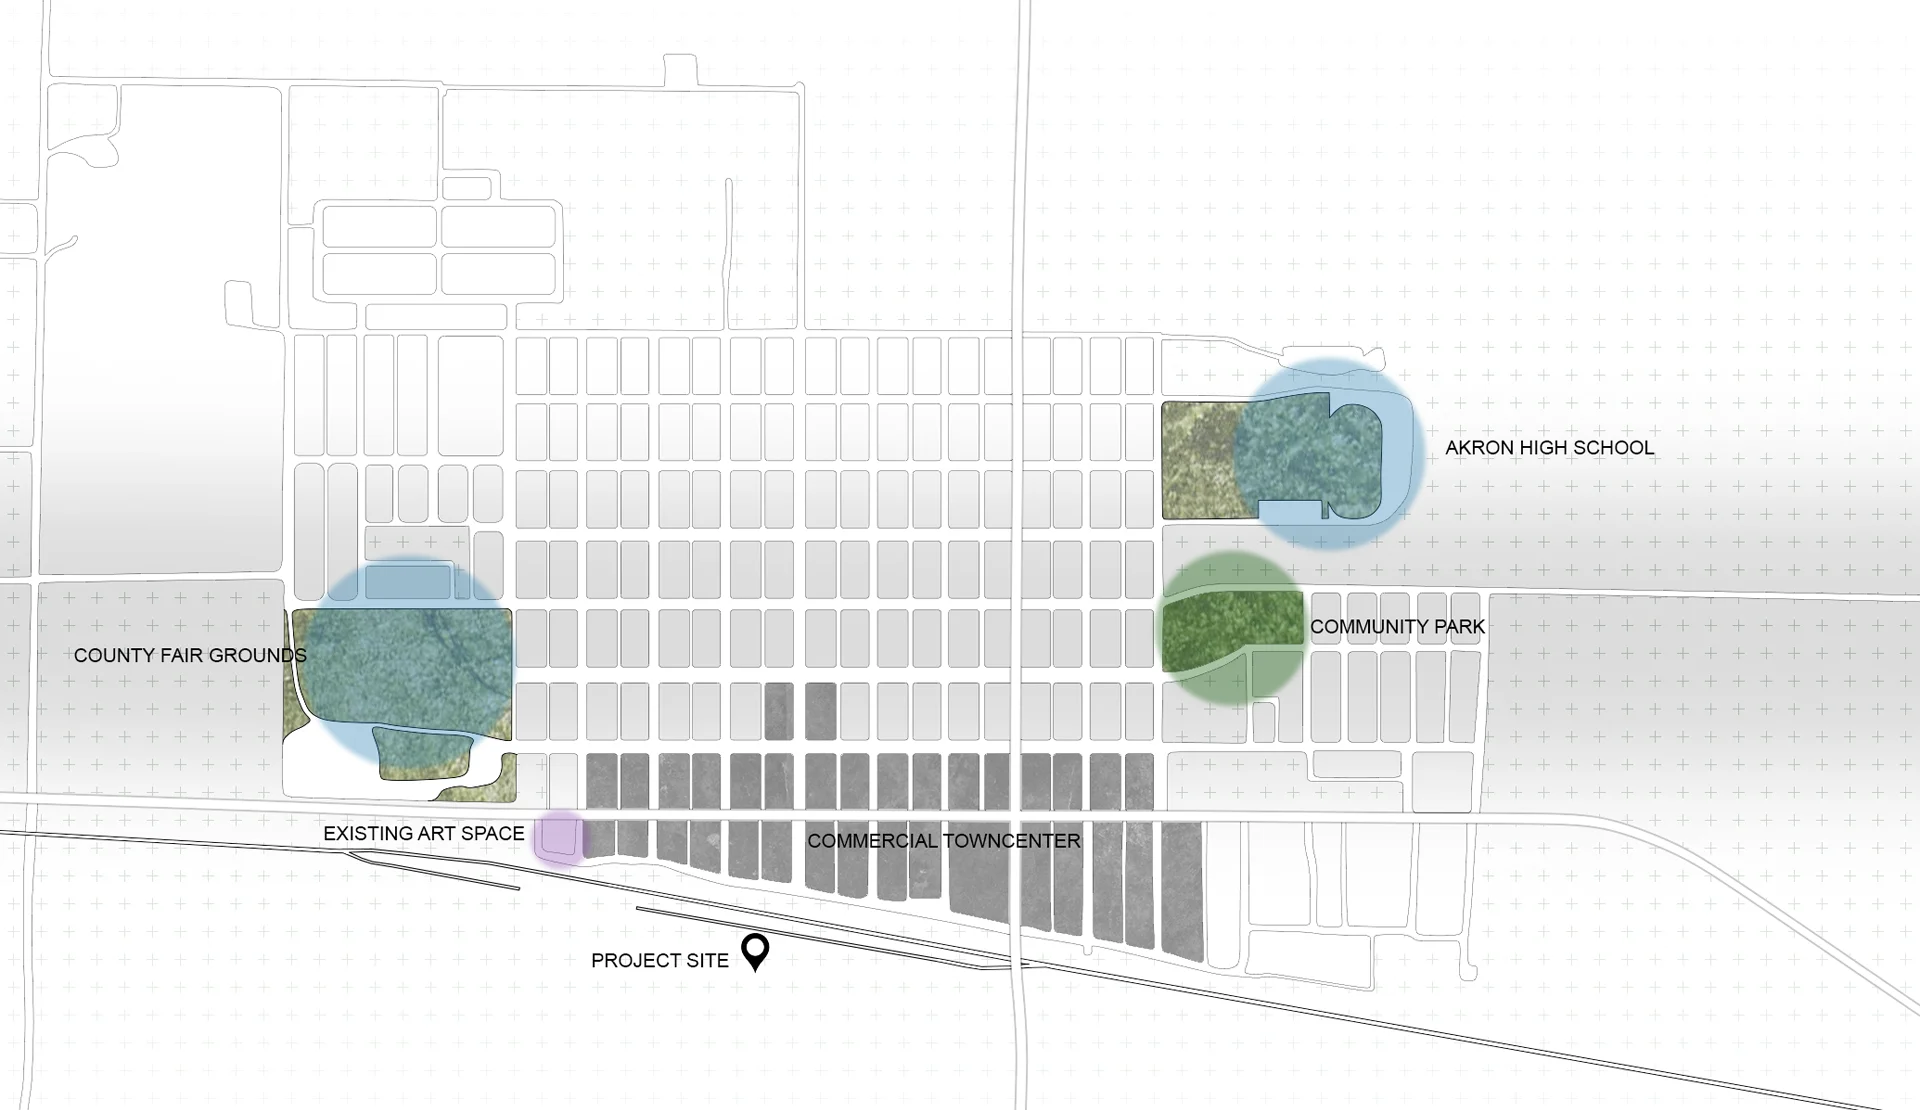 AKRON HIGH SCHOOL
COMMUNITY PARK
COUNTY FAIR GROUNDS
EXISTING ART SPACE
COMMERCIAL TOWNCENTER
PROJECT SITE